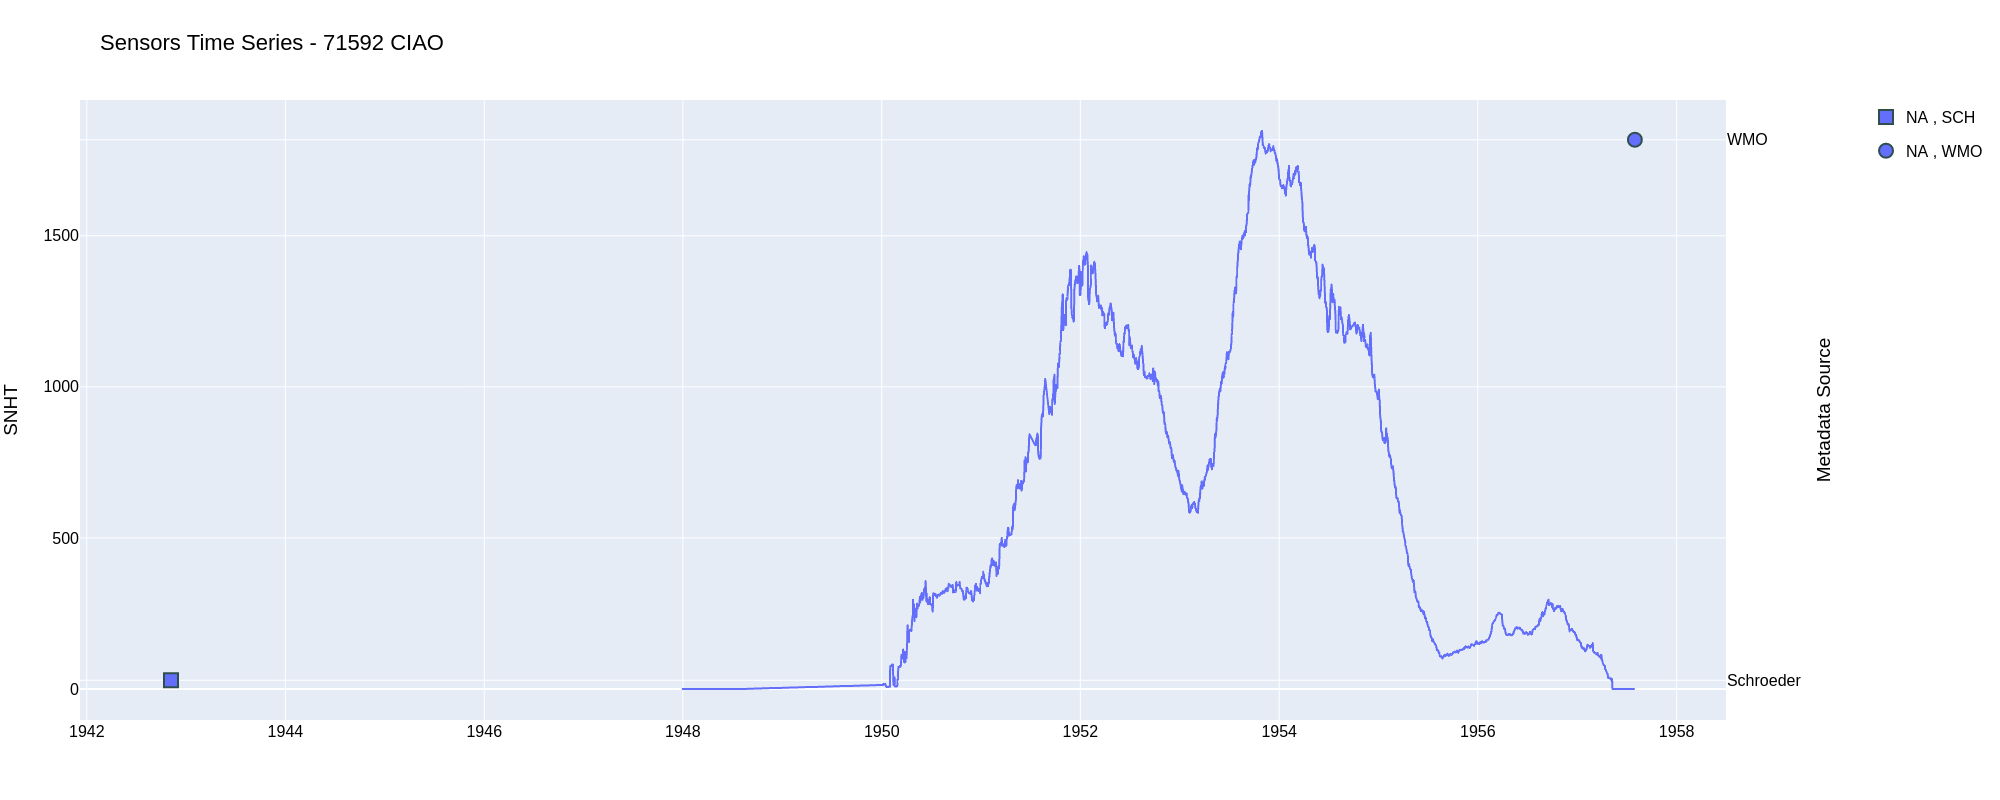 Sensors Time Series - 71592 CIAO
NA , SCH
NA , WMO
WMO
Schroeder
Metadata Source
SNHT
1500
1000
500
0
1942 1944 1946 1948 1950 1952 1954 1956 1958